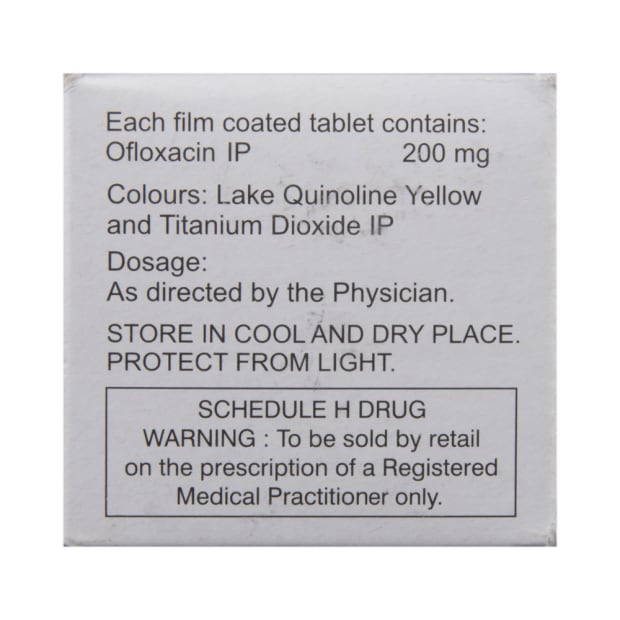 Each film coated tablet contains:
Ofloxacin IP 200 mg
Colours: Lake Quinoline Yellow
and Titanium Dioxide IP
Dosage:
As directed by the Physician.
STORE IN COOL AND DRY PLACE.
PROTECT FROM LIGHT.
SCHEDULE H DRUG
WARNING : To be sold by retail
on the prescription of a Registered
Medical Practitioner only.